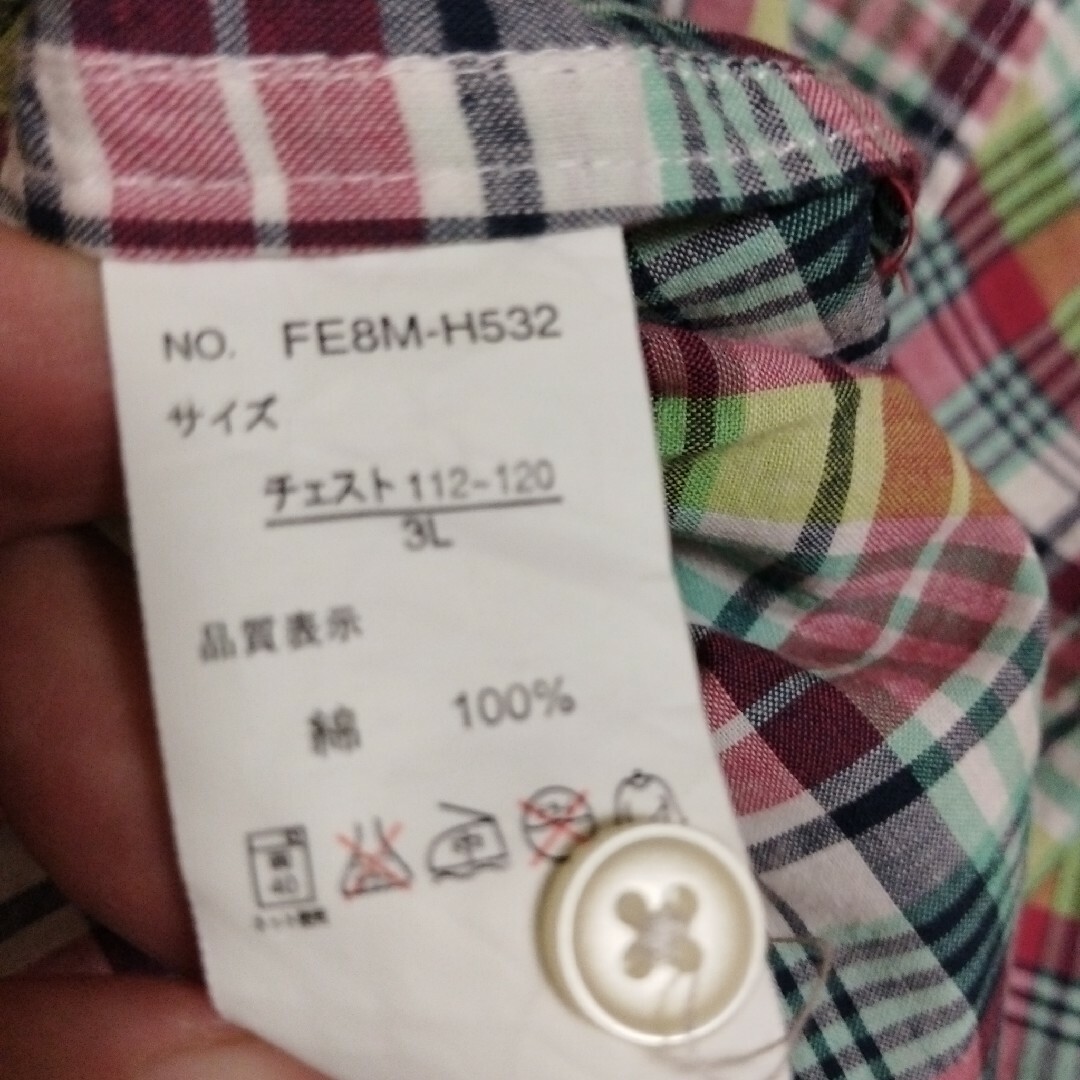 NO. FE8M-H532
サイズ
チェスト 112-120
3L
品質表示
綿 100%
40
中